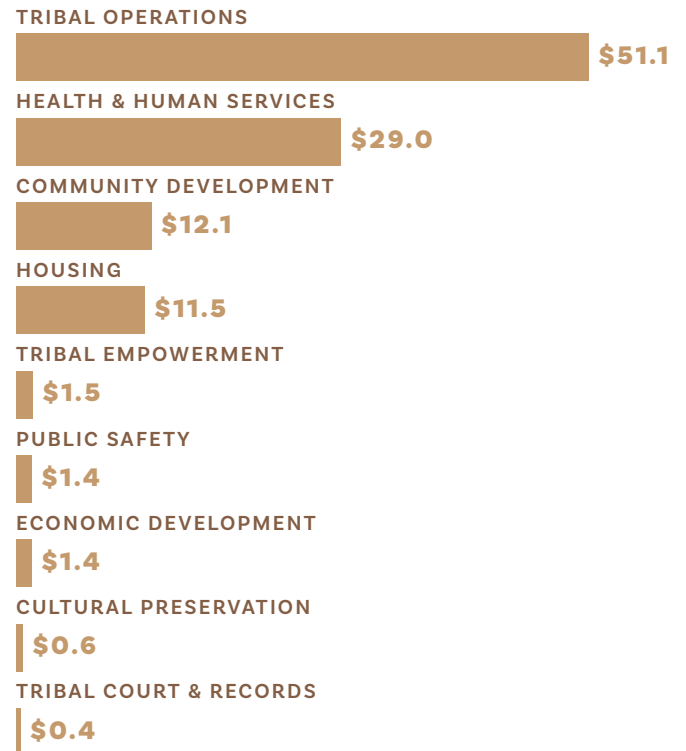 TRIBAL OPERATIONS
$51.1
HEALTH & HUMAN SERVICES
$29.0
COMMUNITY DEVELOPMENT
$12.1
HOUSING
$11.5
TRIBAL EMPOWERMENT
$1.5
PUBLIC SAFETY
$1.4
ECONOMIC DEVELOPMENT
$1.4
CULTURAL PRESERVATION
$0.6
TRIBAL COURT & RECORDS
$0.4